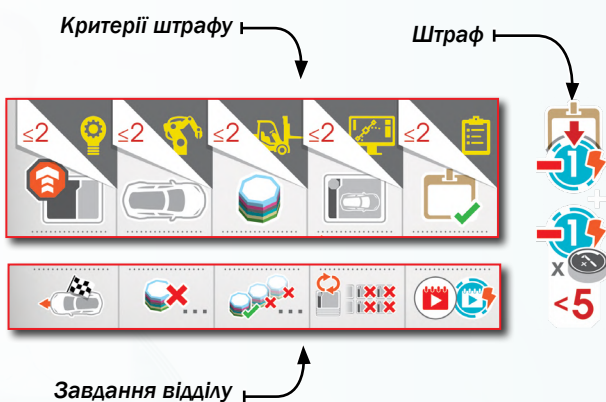 Критерії штрафу
Штраф
≤2 ≤2 ≤2 ≤2 ≤2
-1
+
-1
x
<5
Завдання відділу